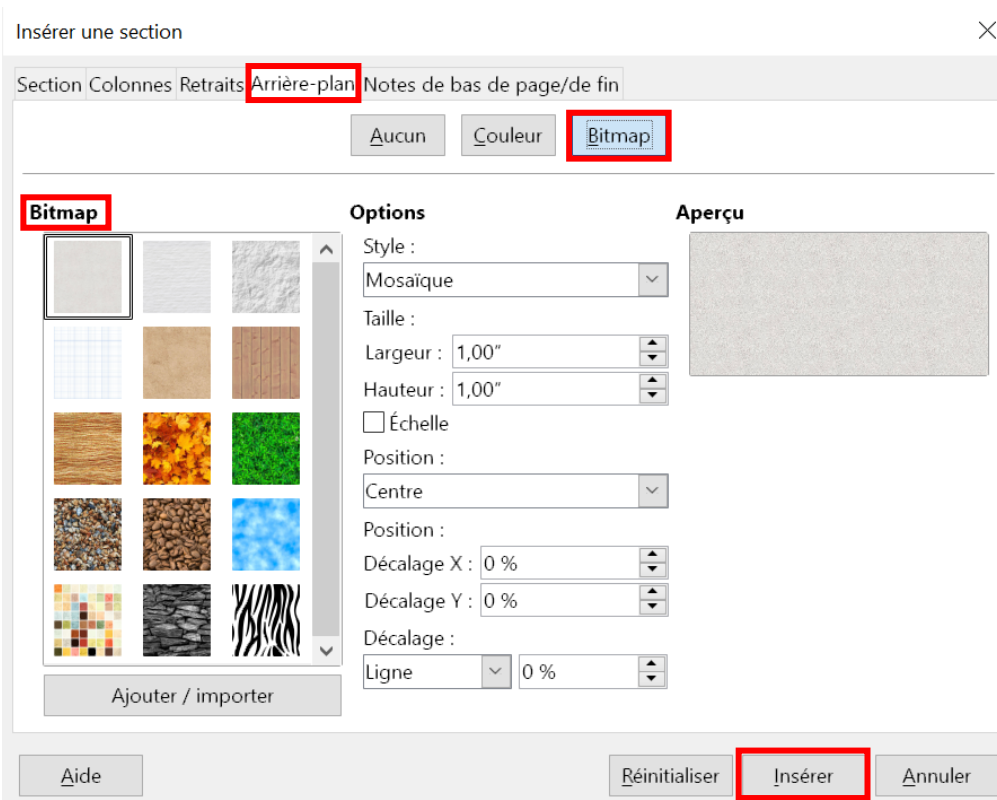 Insérer une section
Section Colonnes Retraits Arrière-plan Notes de bas de page/de fin
Aucun Couleur Bitmap
Bitmap
Options
Aperçu
Style :
Mosaïque
Taille :
Largeur : 1,00"
Hauteur : 1,00"
Échelle
Position :
Centre
Position :
Décalage X : 0 %
Décalage Y : 0 %
Décalage :
Ligne 0 %
Ajouter / importer
Aide Réinitialiser Insérer Annuler